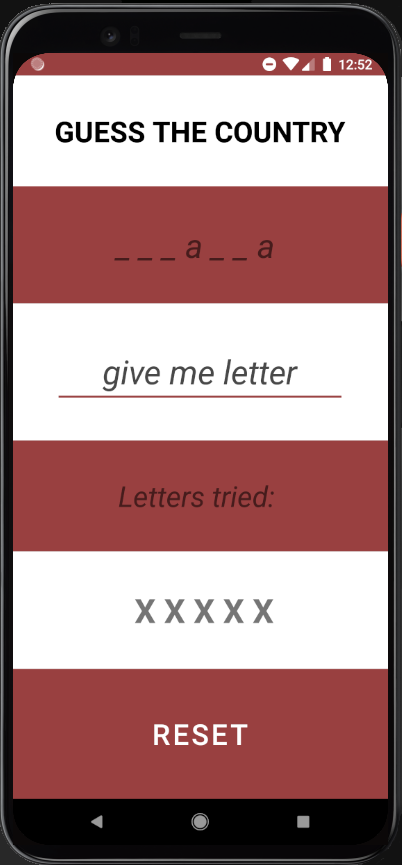 12:52
GUESS THE COUNTRY
_ _ _ a _ _ a
give me letter
Letters tried:
X X X X X
RESET